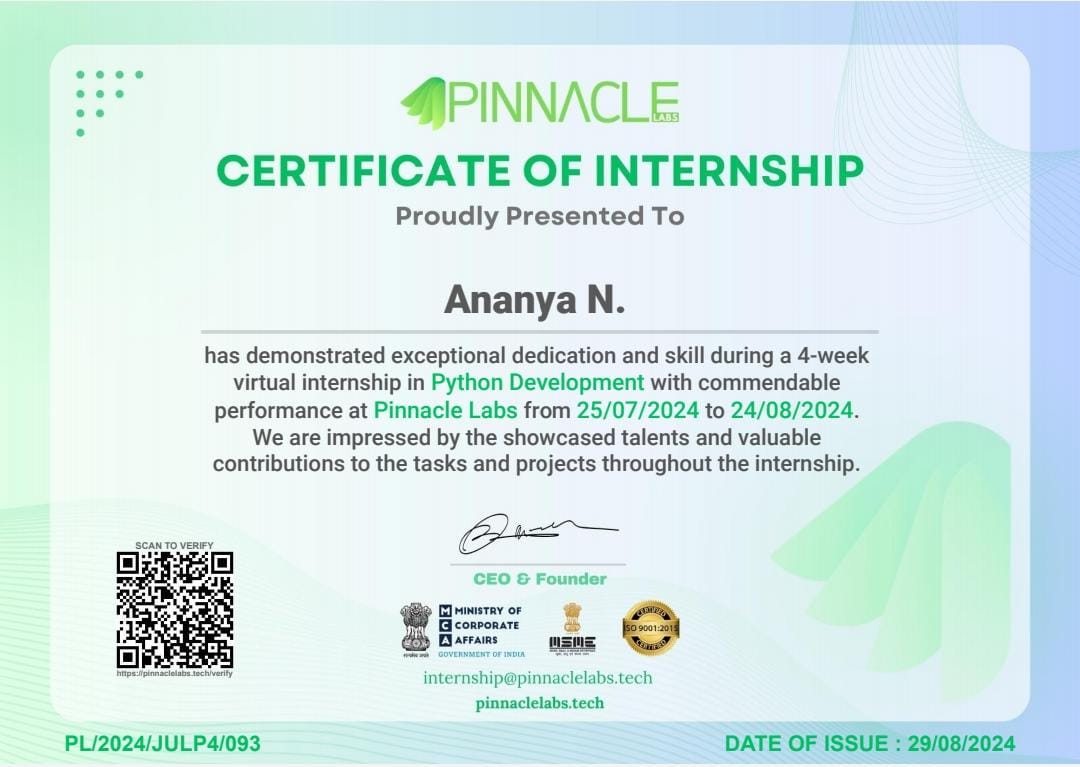 PINNACLE
LABS
CERTIFICATE OF INTERNSHIP
Proudly Presented To
Ananya N.
has demonstrated exceptional dedication and skill during a 4-week
virtual internship in Python Development with commendable
performance at Pinnacle Labs from 25/07/2024 to 24/08/2024.
We are impressed by the showcased talents and valuable
contributions to the tasks and projects throughout the internship.
SCAN TO VERIFY
https://pinnaclelabs.tech/verify
CEO & Founder
सत्यमेव जयते
MCA
MINISTRY OF
CORPORATE
AFFAIRS
GOVERNMENT OF INDIA
MSME
CERTIFIED
ISO 9001:2015
CERTIFIED
internship@pinnaclelabs.tech
pinnaclelabs.tech
PL/2024/JULP4/093
DATE OF ISSUE : 29/08/2024